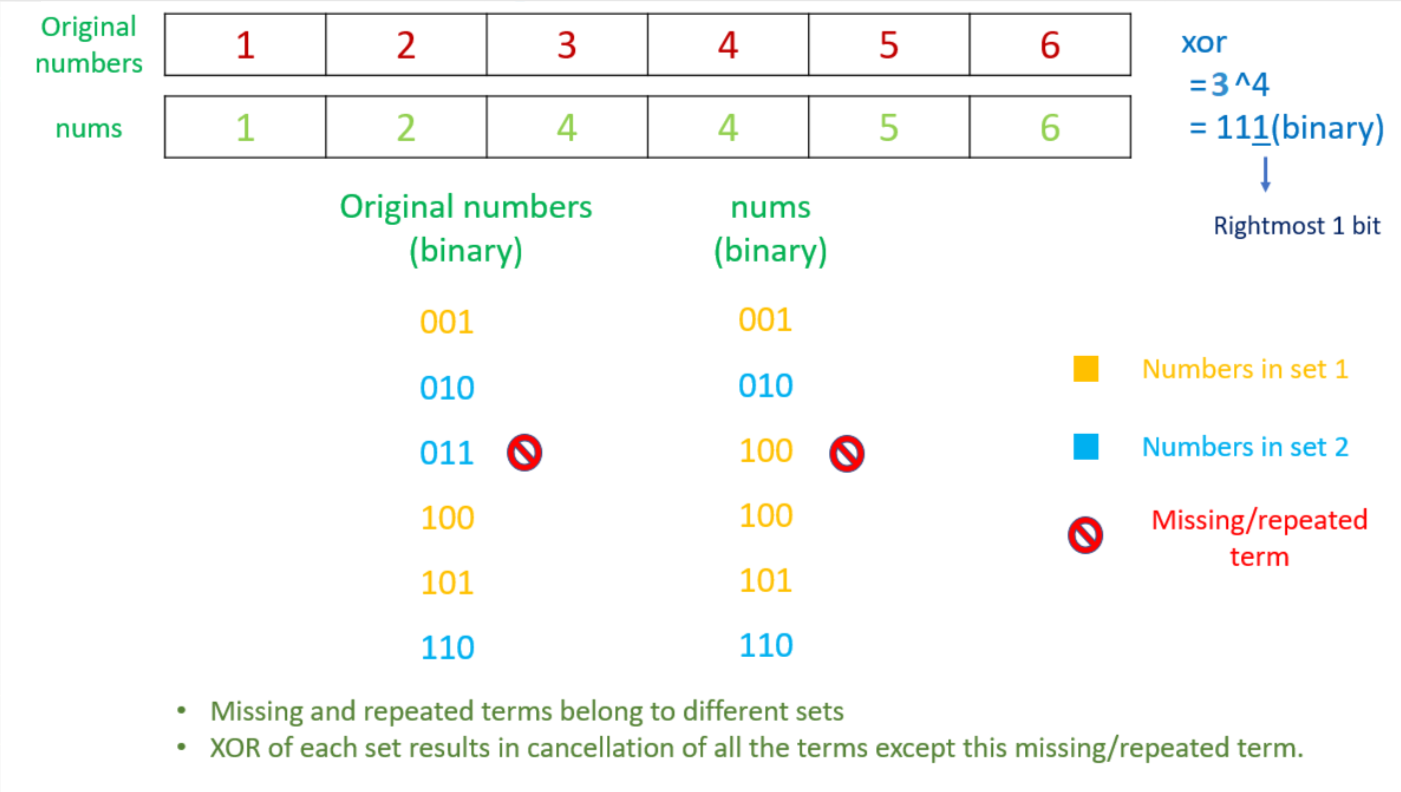 Original
numbers
1 2 3 4 5 6
nums
1 2 4 4 5 6
xor
=3^4
= 111(binary)
Rightmost 1 bit
Original numbers
(binary)
nums
(binary)
001 001
010 010
011 100
100 100
101 101
110 110
Numbers in set 1
Numbers in set 2
Missing/repeated
term
• Missing and repeated terms belong to different sets
• XOR of each set results in cancellation of all the terms except this missing/repeated term.